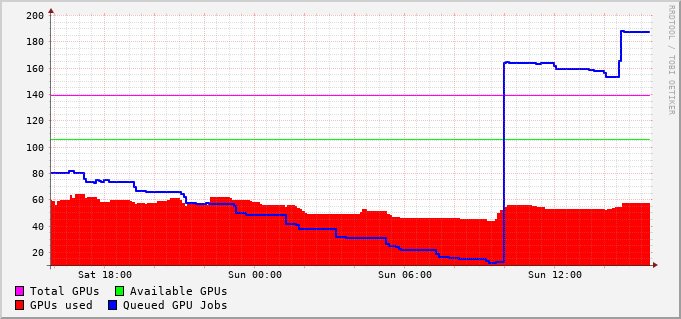 200
180
160
140
120
100
80
60
40
20
Sat 18:00 Sun 00:00 Sun 06:00 Sun 12:00
Total GPUs Available GPUs
GPUs used Queued GPU Jobs
RRDTOOL / TOBI OETIKER